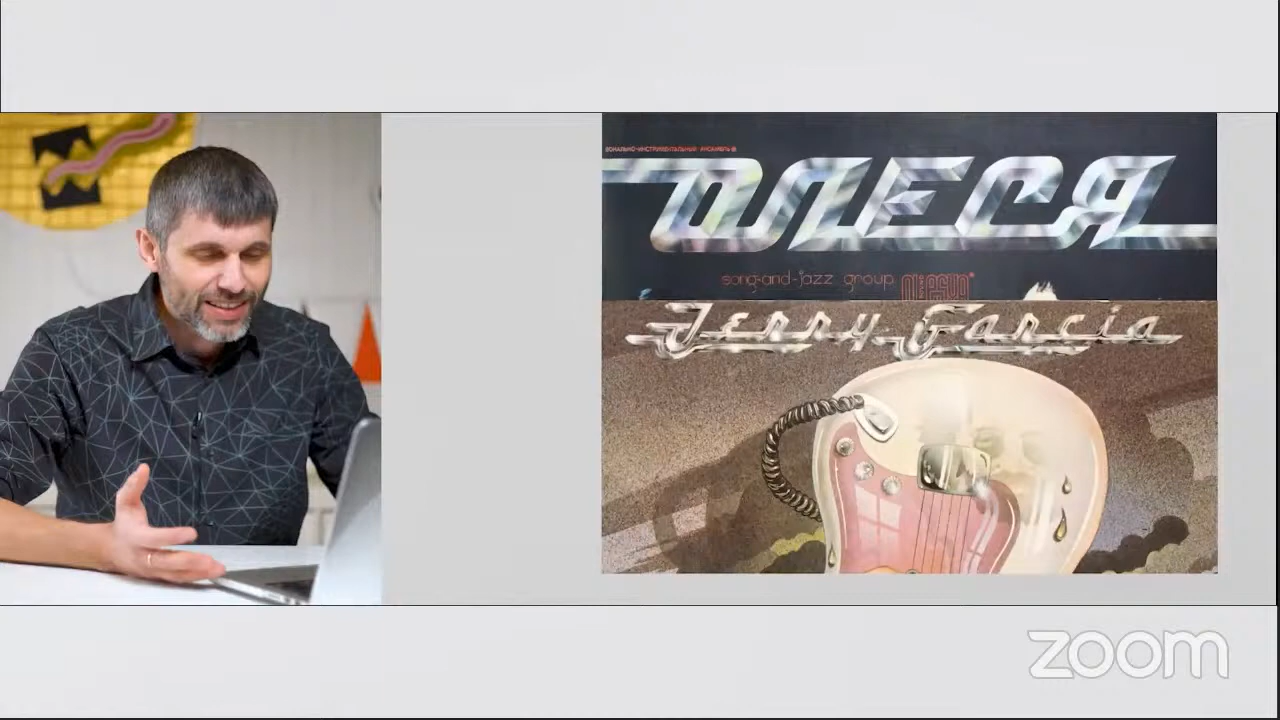 ВОКАЛЬНО-ИНСТРУМЕНТАЛЬНЫЙ АНСАМБЛЬ
ОЛЕСЯ
song-and-jazz group
Jerry Garcia
zoom